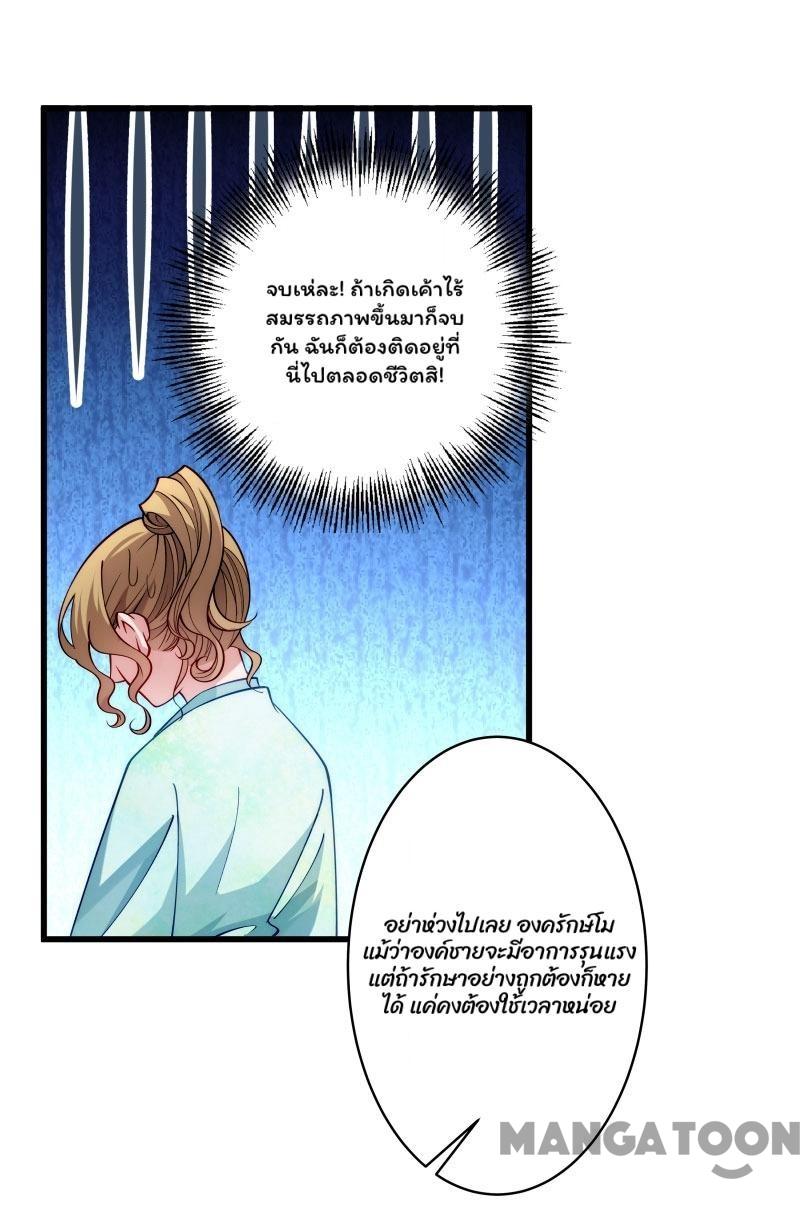 จบเห่ละ! ถ้าเกิดเค้าไร้
สมรรถภาพขึ้นมาก็จบ
กัน ฉันก็ต้องติดอยู่ที่
นี่ไปตลอดชีวิตสิ!
อย่าห่วงไปเลย องครักษ์โม
แม้ว่าองค์ชายจะมีอาการรุนแรง
แต่ถ้ารักษาอย่างถูกต้องก็หาย
ได้ แค่คงต้องใช้เวลาหน่อย
MANGATOON